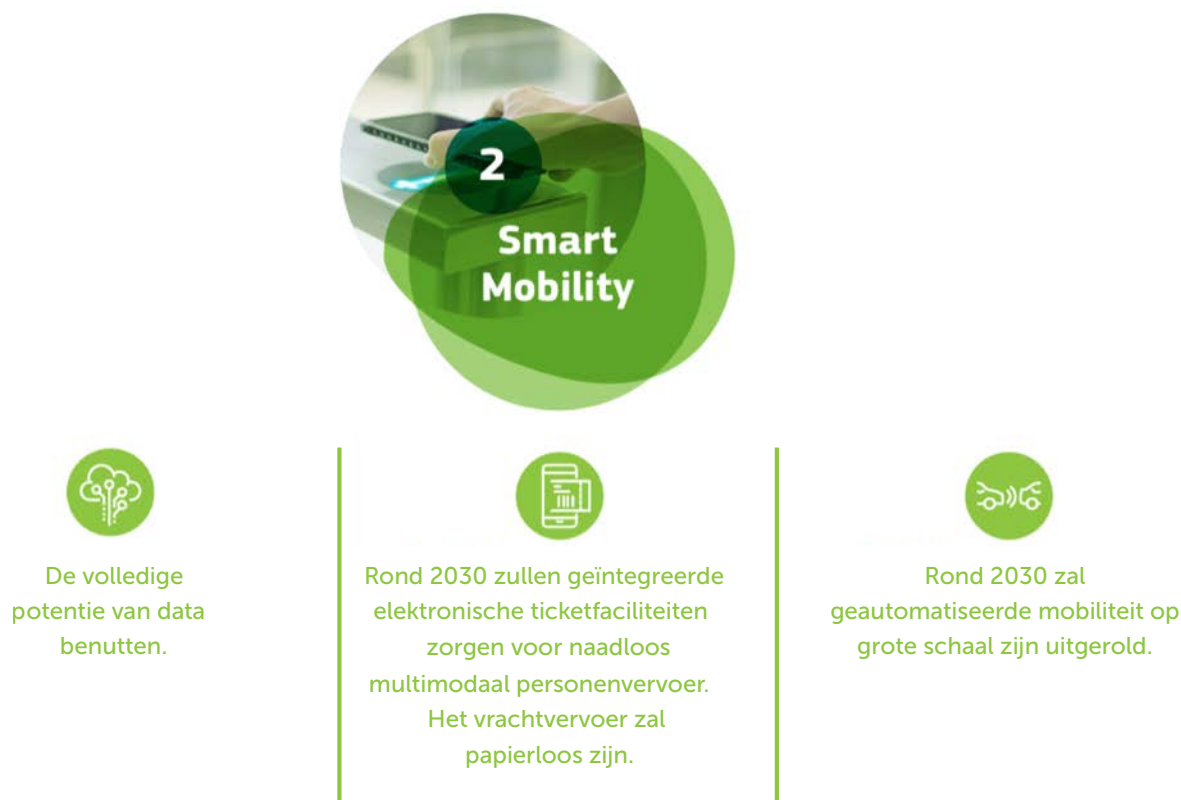 2
Smart
Mobility
De volledige
potentie van data
benutten.
Rond 2030 zullen geïntegreerde
elektronische ticketfaciliteiten
zorgen voor naadloos
multimodaal personenvervoer.
Het vrachtvervoer zal
papierloos zijn.
Rond 2030 zal
geautomatiseerde mobiliteit op
grote schaal zijn uitgerold.